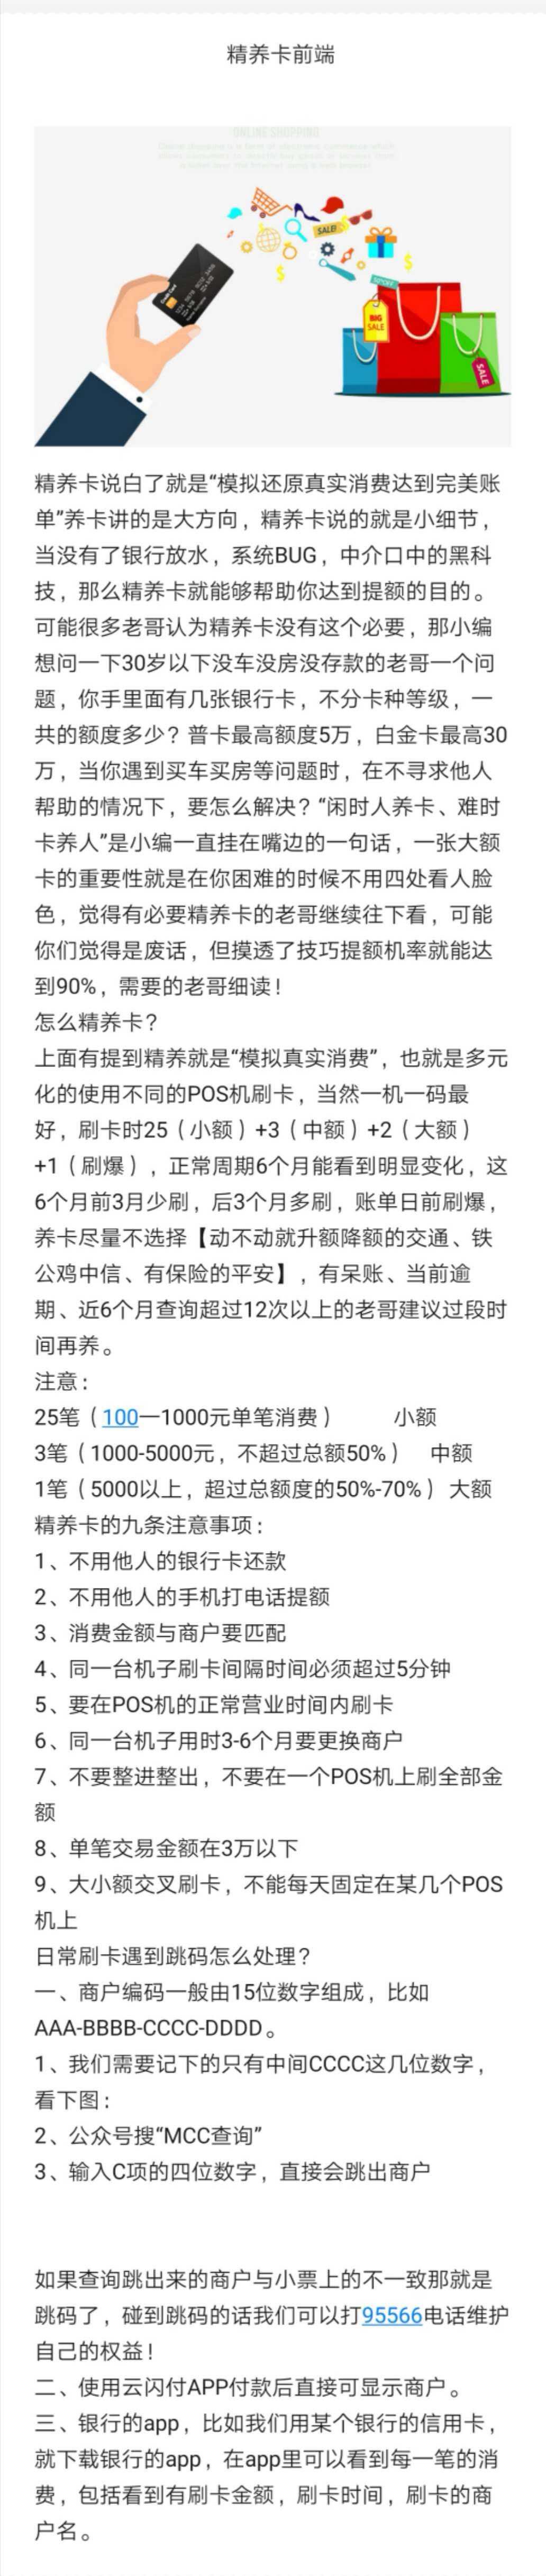 精养卡前端
ONLINE SHOPPING
SALE!
BIG
SALE
SALE
Credit Card
精养卡说白了就是“模拟还原真实消费达到完美账
单”养卡讲的是大方向，精养卡说的就是小细节，
当没有了银行放水，系统BUG，中介口中的黑科
技，那么精养卡就能够帮助你达到提额的目的。
可能很多老哥认为精养卡没有这个必要，那小编
想问一下30岁以下没车没房没存款的老哥一个问
题，你手里面有几张银行卡，不分卡种等级，一
共的额度多少？普卡最高额度5万，白金卡最高30
万，当你遇到买车买房等问题时，在不寻求他人
帮助的情况下，要怎么解决？“闲时人养卡、难时
卡养人”是小编一直挂在嘴边的一句话，一张大额
卡的重要性就是在你困难的时候不用四处看人脸
色，觉得有必要精养卡的老哥继续往下看，可能
你们觉得是废话，但摸透了技巧提额机率就能达
到90%，需要的老哥细读！
怎么精养卡？
上面有提到精养就是“模拟真实消费”，也就是多元
化的使用不同的POS机刷卡，当然一机一码最
好，刷卡时25（小额）+3（中额）+2（大额）
+1（刷爆），正常周期6个月能看到明显变化，这
6个月前3月少刷，后3个月多刷，账单日前刷爆，
养卡尽量不选择【动不动就升额降额的交通、铁
公鸡中信、有保险的平安】，有呆账、当前逾
期、近6个月查询超过12次以上的老哥建议过段时
间再养。
注意：
25笔（100一1000元单笔消费） 小额
3笔（1000-5000元，不超过总额50%） 中额
1笔（5000以上，超过总额度的50%-70%）大额
精养卡的九条注意事项：
1、不用他人的银行卡还款
2、不用他人的手机打电话提额
3、消费金额与商户要匹配
4、同一台机子刷卡间隔时间必须超过5分钟
5、要在POS机的正常营业时间内刷卡
6、同一台机子用时3-6个月要更换商户
7、不要整进整出，不要在一个POS机上刷全部金
额
8、单笔交易金额在3万以下
9、大小额交叉刷卡，不能每天固定在某几个POS
机上
日常刷卡遇到跳码怎么处理？
一、商户编码一般由15位数字组成，比如
AAA-BBBB-CCCC-DDDD。
1、我们需要记下的只有中间CCCC这几位数字，
看下图：
2、公众号搜“MCC查询”
3、输入C项的四位数字，直接会跳出商户
如果查询跳出来的商户与小票上的不一致那就是
跳码了，碰到跳码的话我们可以打95566电话维护
自己的权益！
二、使用云闪付APP付款后直接可显示商户。
三、银行的app，比如我们用某个银行的信用卡，
就下载银行的app，在app里可以看到每一笔的消
费，包括看到有刷卡金额，刷卡时间，刷卡的商
户名。